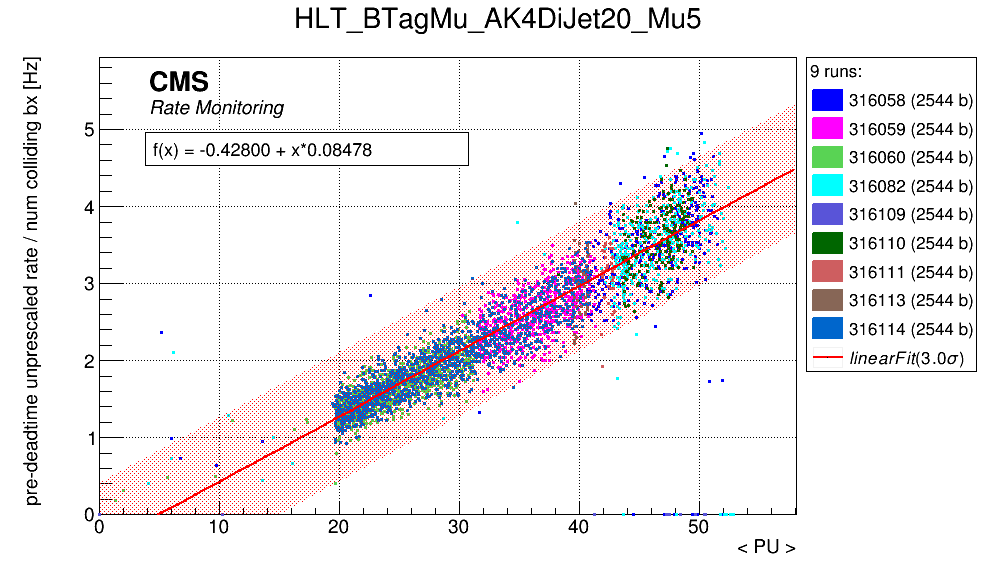 HLT_BTagMu_AK4DiJet20_Mu5
pre-deadtime unprescaled rate / num colliding bx [Hz]
CMS
Rate Monitoring
f(x) = -0.42800 + x*0.08478
5
4
3
2
1
0
0 10 20 30 40 50
< PU >
9 runs:
316058 (2544 b)
316059 (2544 b)
316060 (2544 b)
316082 (2544 b)
316109 (2544 b)
316110 (2544 b)
316111 (2544 b)
316113 (2544 b)
316114 (2544 b)
linearFit(3.0σ)